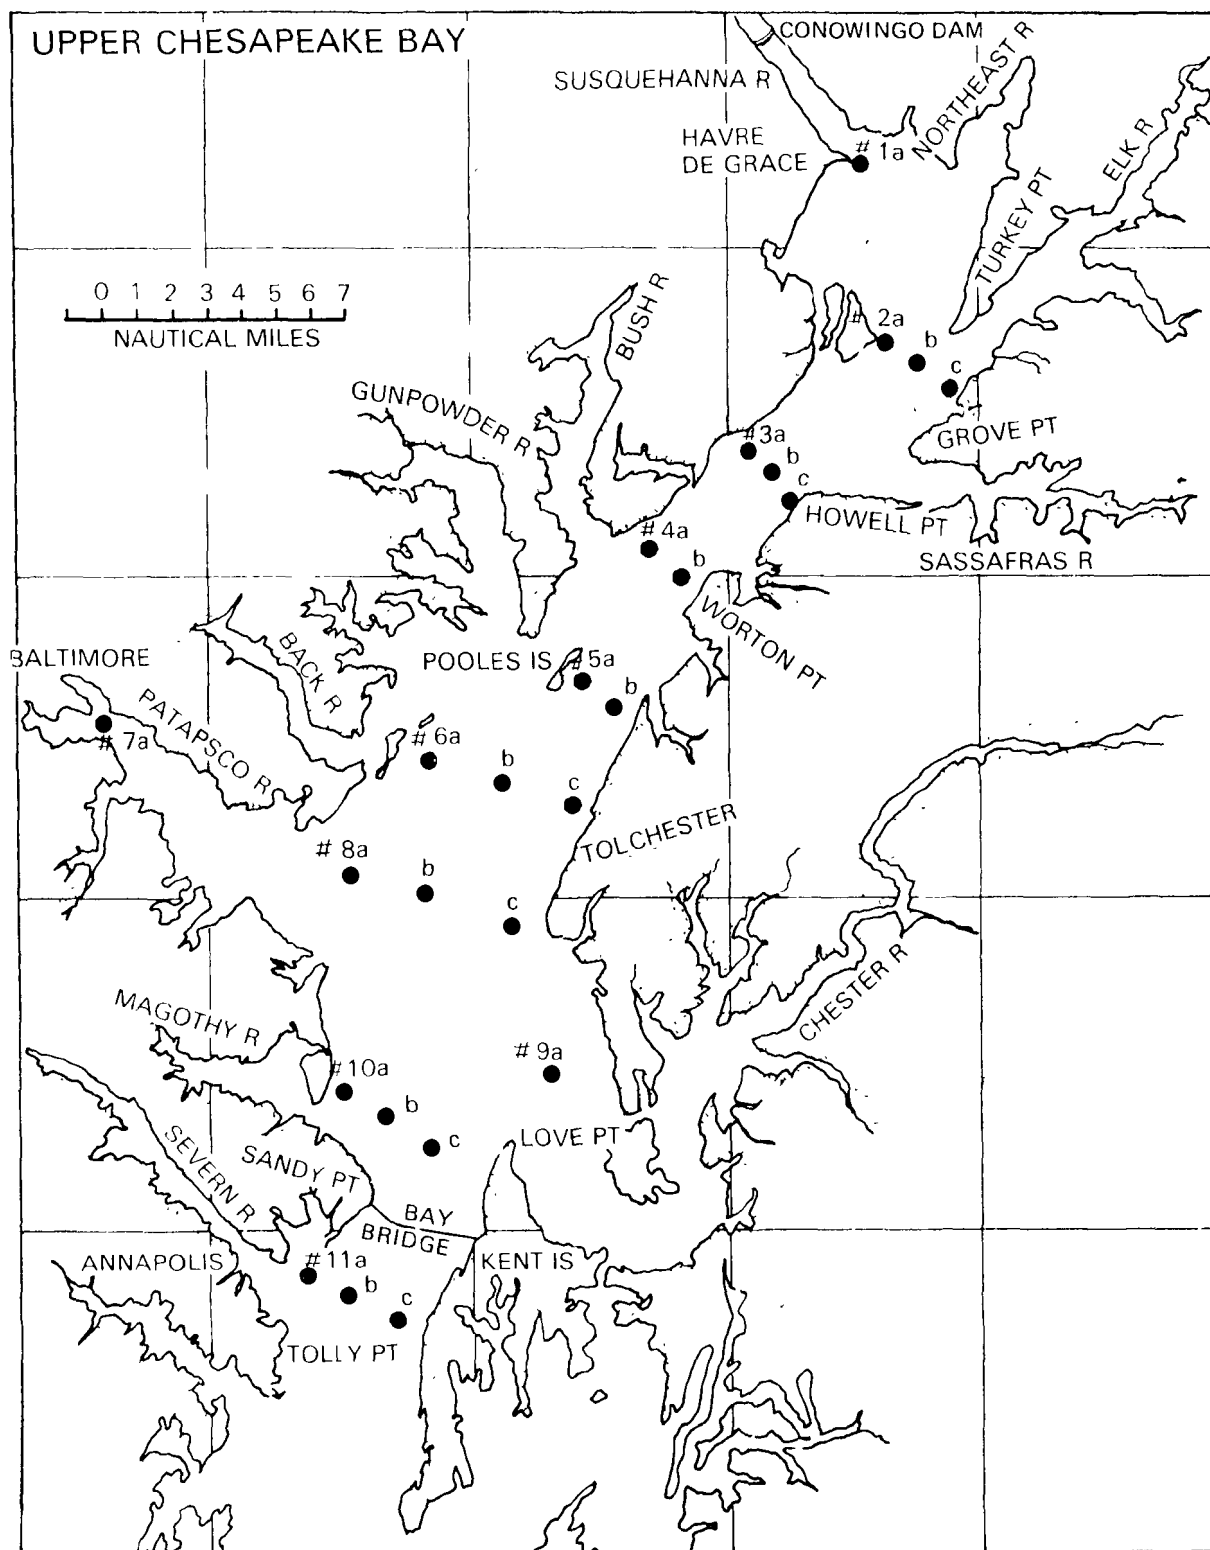 UPPER CHESAPEAKE BAY
CONOWINGO DAM
SUSQUEHANNA R
NORTHEAST R
HAVRE
DE GRACE
# 1a
ELK R
TURKEY PT
0 1 2 3 4 5 6 7
NAUTICAL MILES
BUSH R
# 2a
b
c
GUNPOWDER R
GROVE PT
#3a
b
c
HOWELL PT
SASSAFRAS R
#4a
b
WORTON PT
BALTIMORE
BACK R
POOLES IS
#5a
b
PATAPSCO R
# 7a
# 6a
b
c
TOLCHESTER
# 8a
b
c
CHESTER R
MAGOTHY R
# 9a
#10a
b
c
LOVE PT
SEVERN R
SANDY PT
BAY
BRIDGE
ANNAPOLIS
#11a
b
c
KENT IS
TOLLY PT